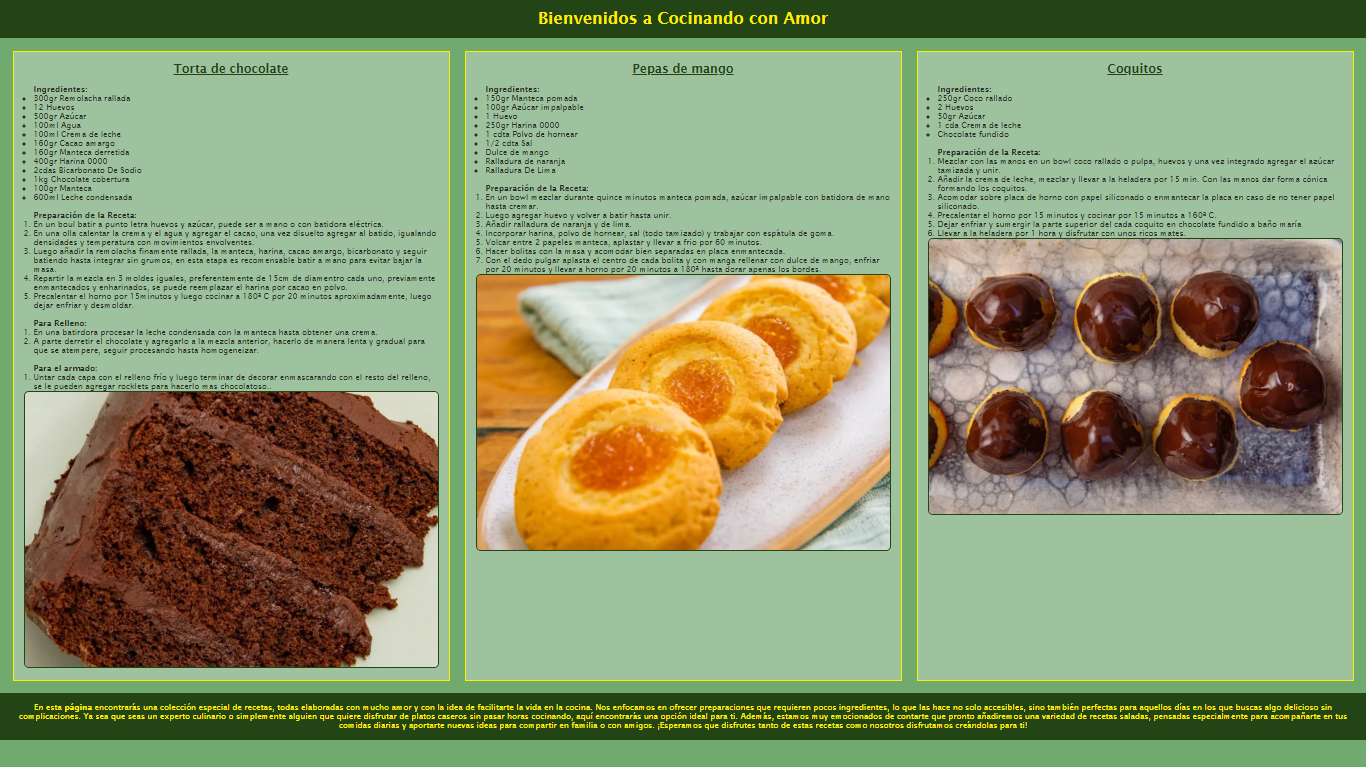 Bienvenidos a Cocinando con Amor
Torta de chocolate
Ingredientes:
300gr Remolacha rallada
12 Huevos
500gr Azúcar
100ml Agua
100ml Crema de leche
160gr Cacao amargo
160gr Manteca derretida
400gr Harina 0000
2cdas Bicarbonato De Sodio
1kg Chocolate cobertura
100gr Manteca
600ml Leche condensada
Preparación de la Receta:
1. En un boul batir a punto letra huevos y azúcar, puede ser a mano o con batidora eléctrica.
2. En una olla calentar la crema y el agua y agregar el cacao, una vez disuelto agregar al batido, igualando
densidades y temperatura con movimientos envolventes.
3. Luego añadir la remolacha finamente rallada, la manteca, harina, cacao amargo, bicarbonato y seguir
batiendo hasta integrar sin grumos, en esta etapa es recomensable batir a mano para evitar bajar la
masa.
4. Repartir la mezcla en 3 moldes iguales, preferentemente de 15cm de diamentro cada uno, previamente
enmantecados y enharinados, se puede reemplazar el harina por cacao en polvo.
5. Precalentar el horno por 15minutos y luego cocinar a 180º C por 20 minutos aproximadamente, luego
dejar enfriar y desmoldar.
Para Relleno:
1. En una batirdora procesar la leche condensada con la manteca hasta obtener una crema.
2. A parte derretir el chocolate y agregarlo a la mezcla anterior, hacerlo de manera lenta y gradual para
que se atempere, seguir procesando hasta homogeneizar.
Para el armado:
1. Untar cada capa con el relleno frío y luego terminar de decorar enmascarando con el resto del relleno,
se le pueden agregar rocklets para hacerlo mas chocolatoso..
Pepas de mango
Ingredientes:
150gr Manteca pomada
100gr Azúcar impalpable
1 Huevo
250gr Harina 0000
1 cdta Polvo de hornear
1/2 cdta Sal
Dulce de mango
Ralladura de naranja
Ralladura De Lima
Preparación de la Receta:
1. En un bowl mezclar durante quince minutos manteca pomada, azúcar impalpable con batidora de mano
hasta cremar.
2. Luego agregar huevo y volver a batir hasta unir.
3. Añadir ralladura de naranja y de lima.
4. Incorporar harina, polvo de hornear, sal (todo tamizado) y trabajar con espátula de goma.
5. Volcar entre 2 papeles manteca, aplastar y llevar a frio por 60 minutos.
6. Hacer bolitas con la masa y acomodar bien separadas en placa enmantecada.
7. Con el dedo pulgar aplasta el centro de cada bolita y con manga rellenar con dulce de mango, enfriar
por 20 minutos y llevar a horno por 20 minutos a 180º hasta dorar apenas los bordes.
Coquitos
Ingredientes:
250gr Coco rallado
2 Huevos
50gr Azúcar
1 cda Crema de leche
Chocolate fundido
Preparación de la Receta:
1. Mezclar con las manos en un bowl coco rallado o pulpa, huevos y una vez integrado agregar el azúcar
tamizada y unir.
2. Añadir la crema de leche, mezclar y llevar a la heladera por 15 min. Con las manos dar forma cónica
formando los coquitos.
3. Acomodar sobre placa de horno con papel siliconado o enmantecar la placa en caso de no tener papel
siliconado.
4. Precalentar el horno por 15 minutos y cocinar por 15 minutos a 160º C.
5. Dejar enfriar y sumergir la parte superior del cada coquito en chocolate fundido a baño maría
6. Llevar a la heladera por 1 hora y disfrutar con unos ricos mates.
En esta página encontrarás una colección especial de recetas, todas elaboradas con mucho amor y con la idea de facilitarte la vida en la cocina. Nos enfocamos en ofrecer preparaciones que requieren pocos ingredientes, lo que las hace no solo accesibles, sino también perfectas para aquellos días en los que buscas algo delicioso sin
complicaciones. Ya sea que seas un experto culinario o simplemente alguien que quiere disfrutar de platos caseros sin pasar horas cocinando, aquí encontrarás una opción ideal para ti. Además, estamos muy emocionados de contarte que pronto añadiremos una variedad de recetas saladas, pensadas especialmente para acompañarte en tus
comidas diarias y aportarte nuevas ideas para compartir en familia o con amigos. ¡Esperamos que disfrutes tanto de estas recetas como nosotros disfrutamos creándolas para ti!